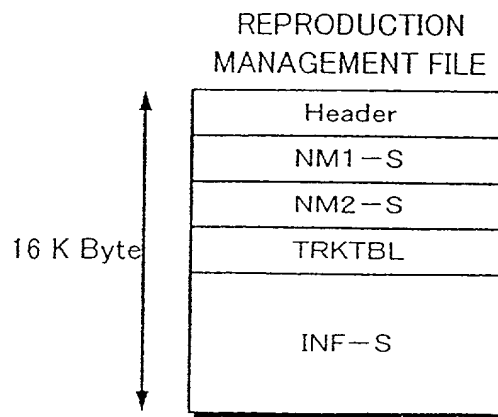 REPRODUCTION
MANAGEMENT FILE
Header
NM1-S
NM2-S
16 K Byte
TRKTBL
INF-S